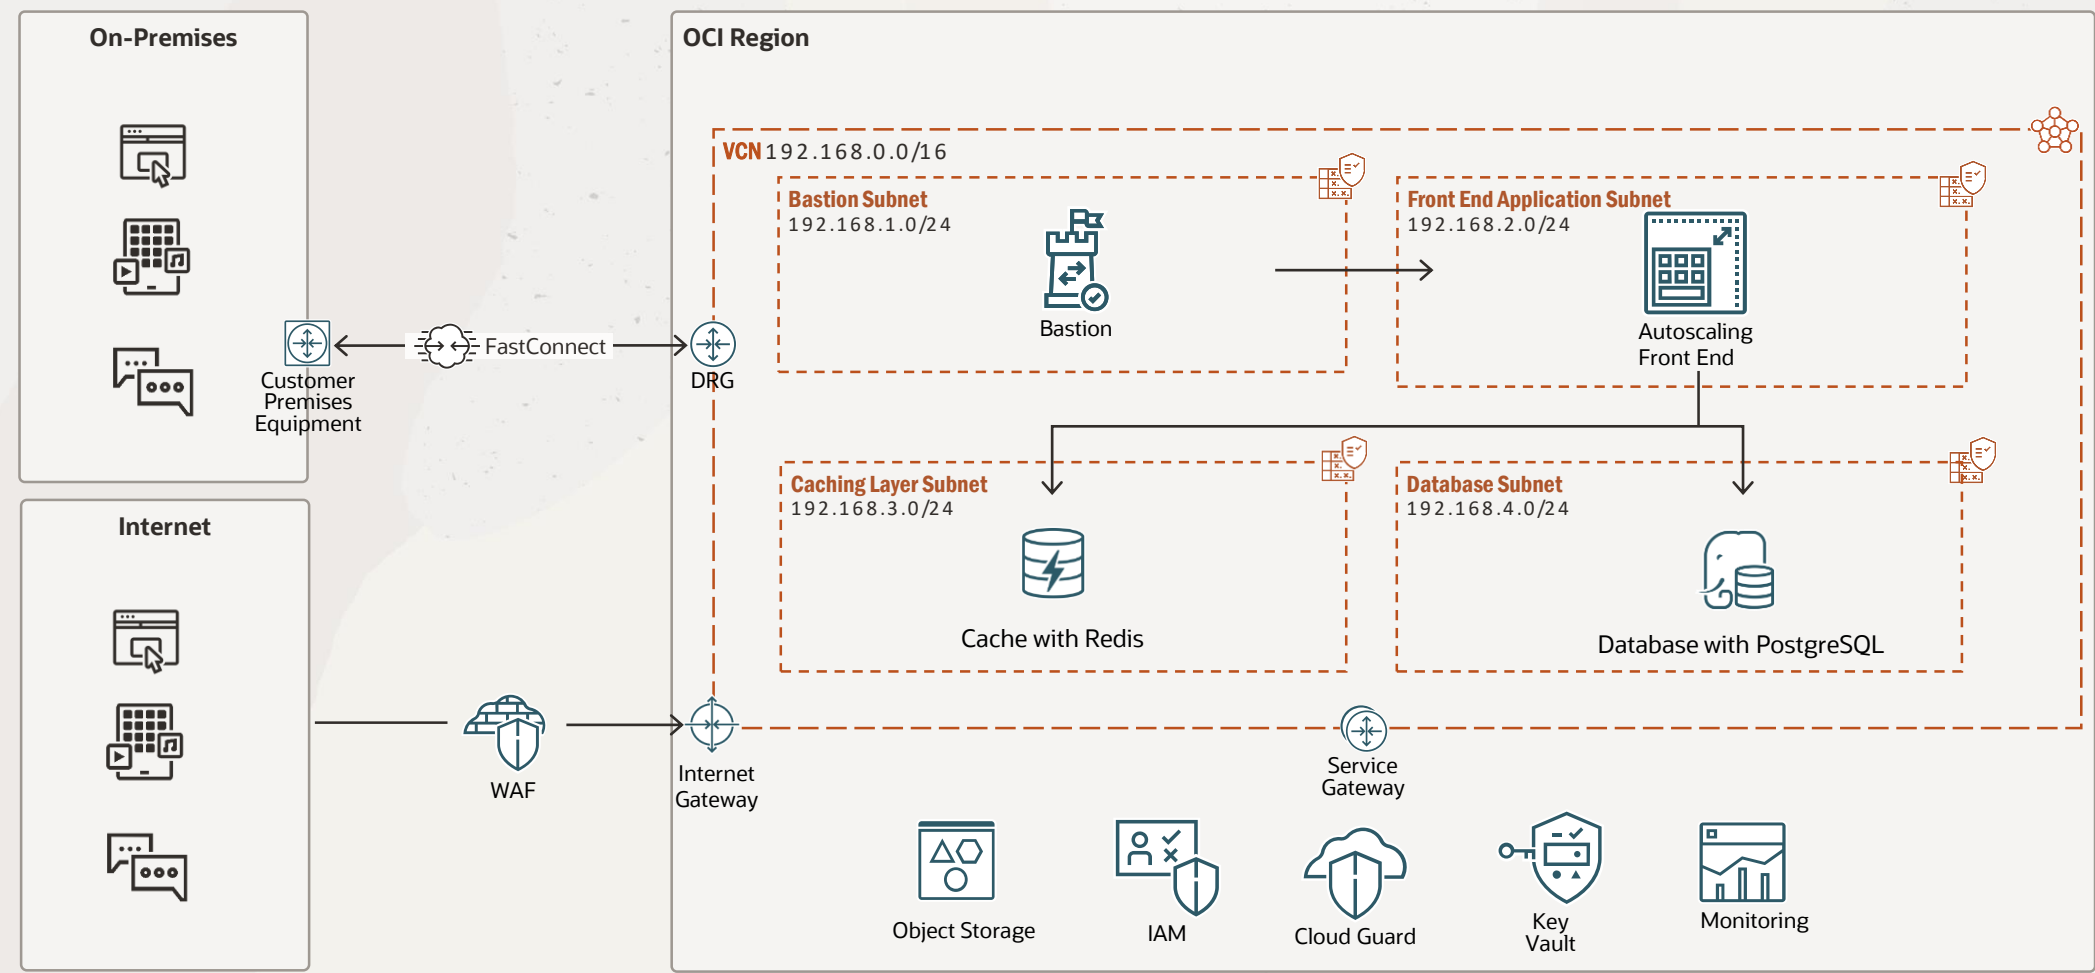 On-Premises
Customer
Premises
Equipment
FastConnect
Internet
WAF
OCI Region
VCN 192.168.0.0/16
Bastion Subnet
192.168.1.0/24
Bastion
Front End Application Subnet
192.168.2.0/24
Autoscaling
Front End
DRG
Caching Layer Subnet
192.168.3.0/24
Cache with Redis
Database Subnet
192.168.4.0/24
Database with PostgreSQL
Internet
Gateway
Service
Gateway
Object Storage
IAM
Cloud Guard
Key
Vault
Monitoring